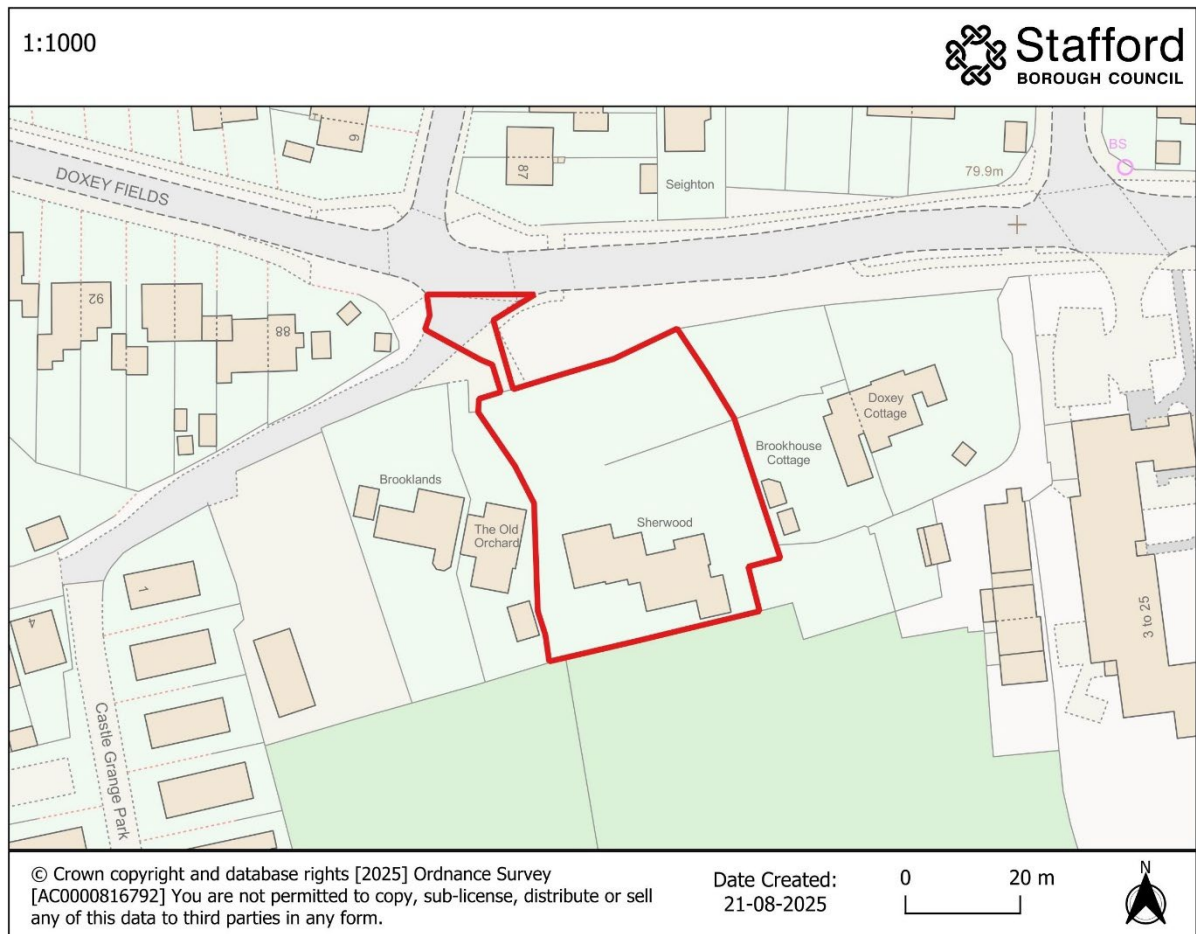 1:1000
Stafford
BOROUGH COUNCIL
DOXEY FIELDS
6
87
Seighton
79.9m
BS
92
88
Brooklands
The Old
Orchard
Sherwood
Brookhouse
Cottage
Doxey
Cottage
1
4
Castle Grange Park
3 to 25
© Crown copyright and database rights [2025] Ordnance Survey
[AC0000816792] You are not permitted to copy, sub-license, distribute or sell
any of this data to third parties in any form.
Date Created:
21-08-2025
0 20 m
N